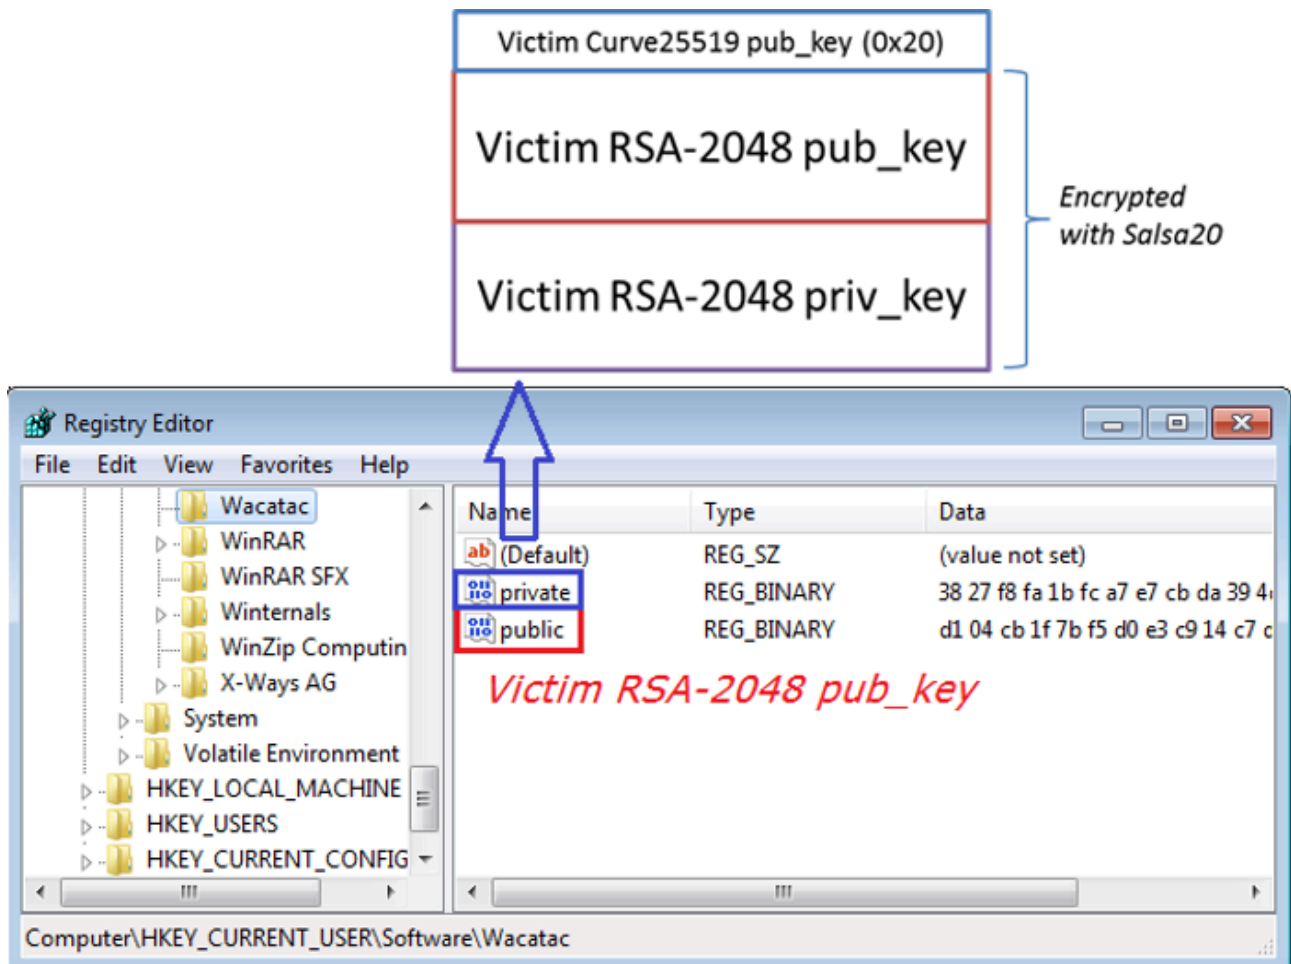 Victim Curve25519 pub_key (0x20)
Victim RSA-2048 pub_key
Encrypted
with Salsa20
Victim RSA-2048 priv_key
Registry Editor
File Edit View Favorites Help
Wacatac
WinRAR
WinRAR SFX
Winternals
WinZip Computin
X-Ways AG
System
Volatile Environment
HKEY_LOCAL_MACHINE
HKEY_USERS
HKEY_CURRENT_CONFIG
Name Type Data
(Default) REG_SZ (value not set)
private REG_BINARY 38 27 f8 fa 1b fc a7 e7 cb da 39
public REG_BINARY d1 04 cb 1f 7b f5 d0 e3 c9 14 c7
Victim RSA-2048 pub_key
Computer\HKEY_CURRENT_USER\Software\Wacatac